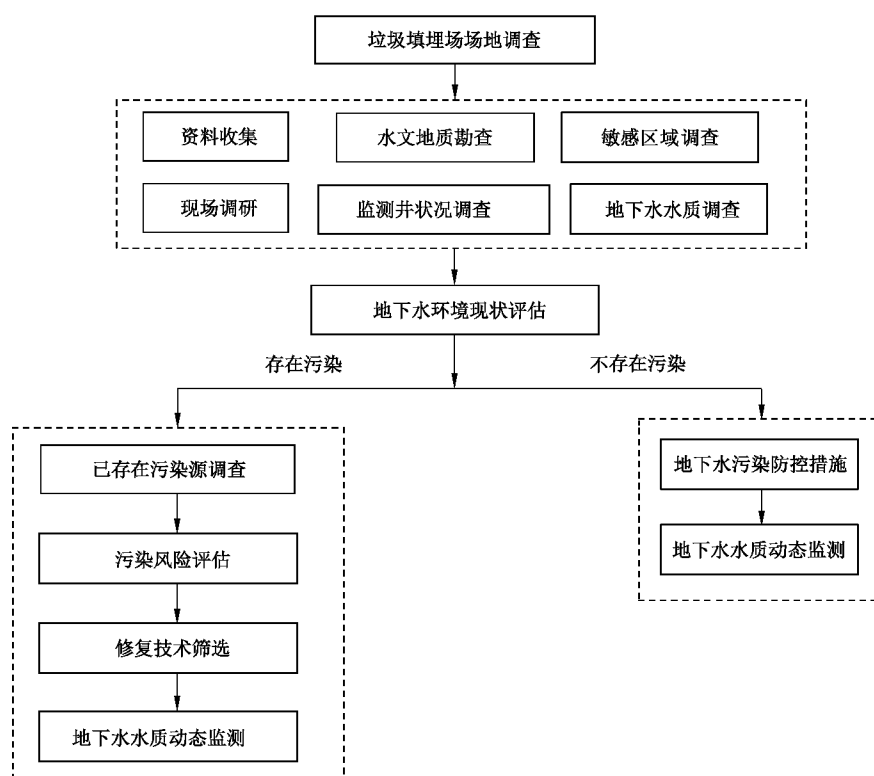 垃圾填埋场场地调查
资料收集
水文地质勘查
敏感区域调查
现场调研
监测井状况调查
地下水水质调查
地下水环境现状评估
存在污染
不存在污染
已存在污染源调查
污染风险评估
修复技术筛选
地下水水质动态监测
地下水污染防控措施
地下水水质动态监测